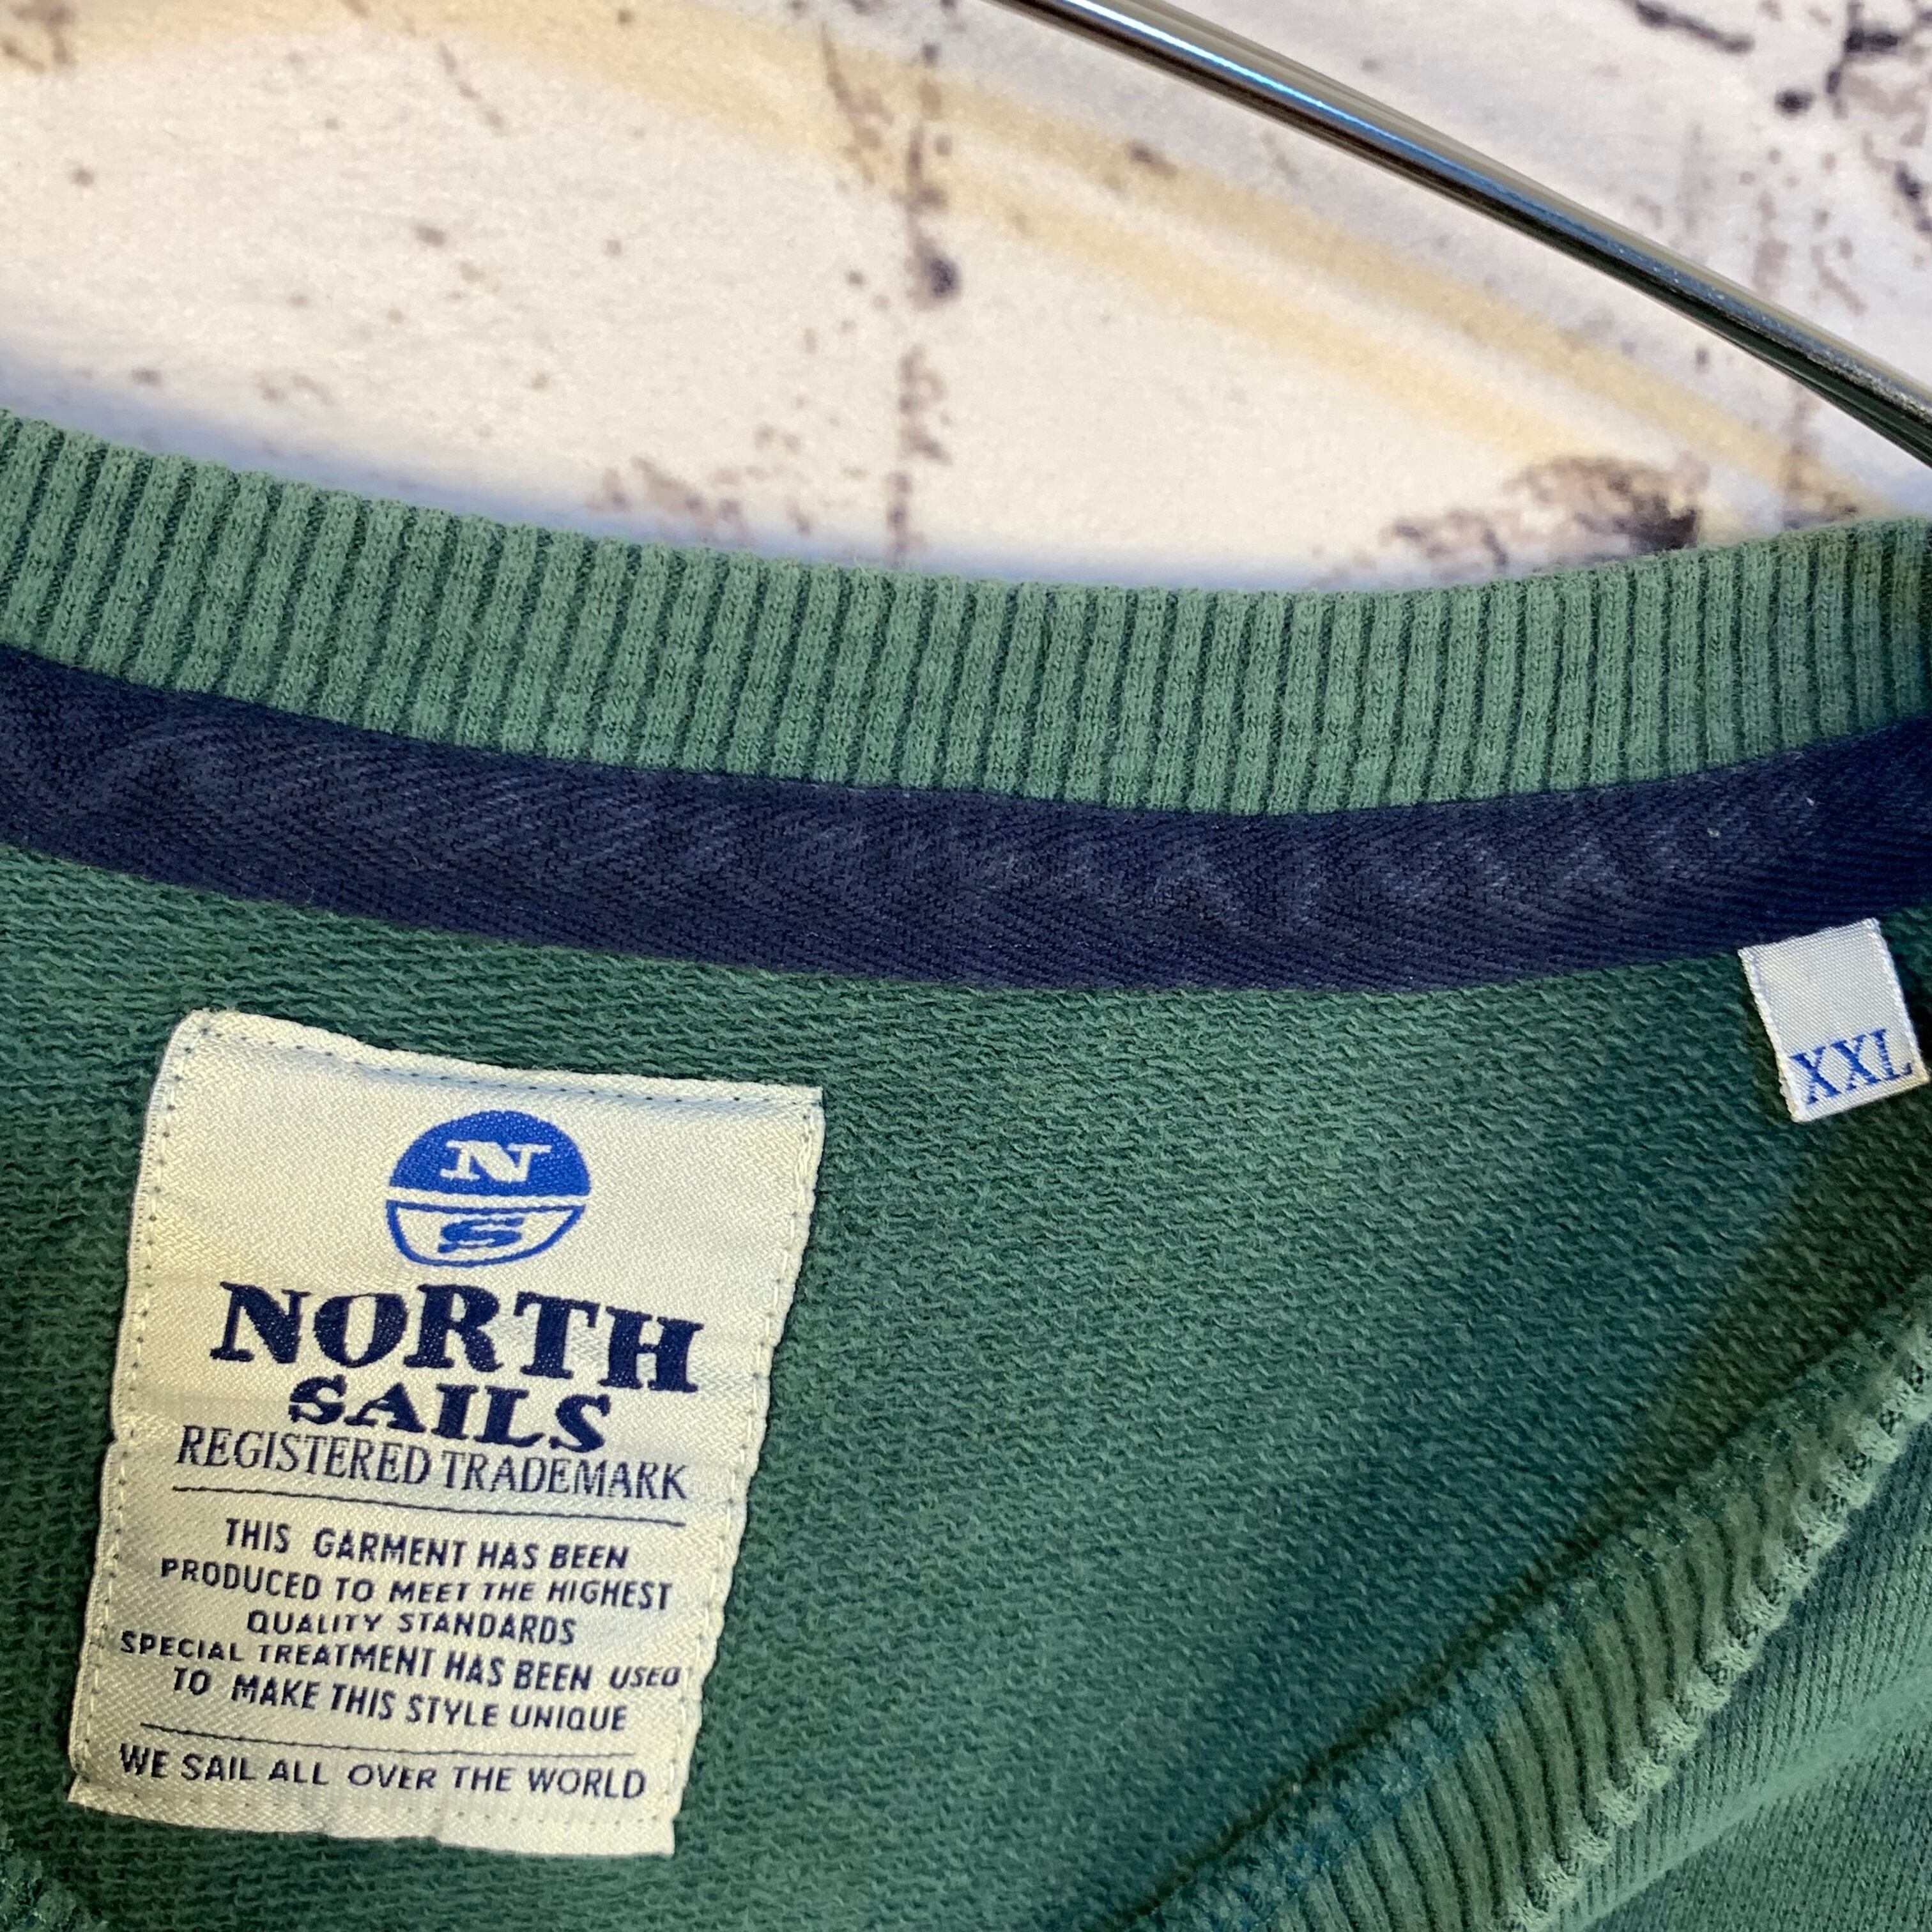 N
S
NORTH
SAILS
REGISTERED TRADEMARK
THIS GARMENT HAS BEEN
PRODUCED TO MEET THE HIGHEST
QUALITY STANDARDS
SPECIAL TREATMENT HAS BEEN USED
TO MAKE THIS STYLE UNIQUE
WE SAIL ALL OVER THE WORLD
XXL